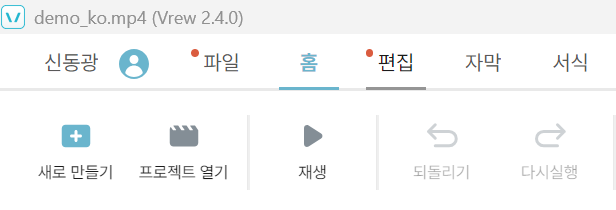 demo_ko.mp4 (Vrew 2.4.0)
신동광 파일 홈 편집 자막 서식
새로 만들기 프로젝트 열기 재생 되돌리기 다시실행